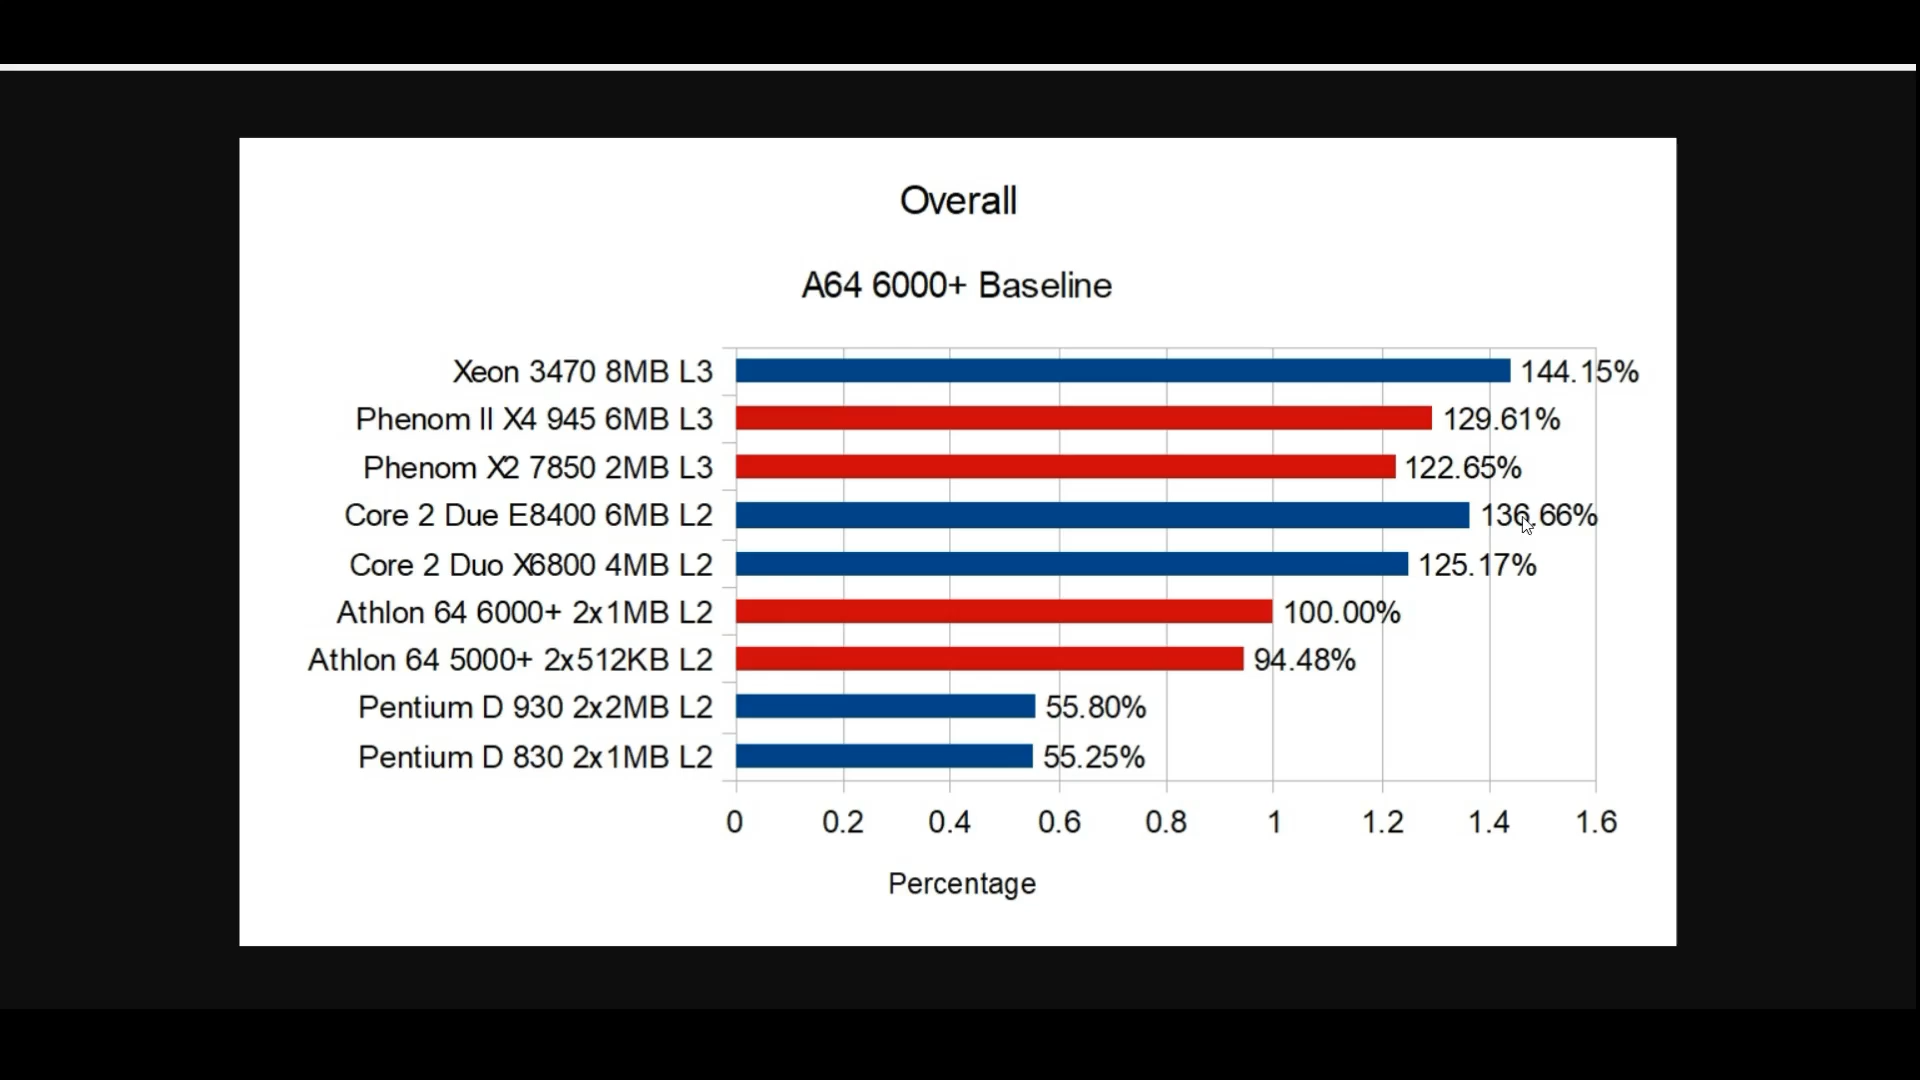 Overall
A64 6000+ Baseline
Xeon 3470 8MB L3 144.15%
Phenom II X4 945 6MB L3 129.61%
Phenom X2 7850 2MB L3 122.65%
Core 2 Due E8400 6MB L2 136.66%
Core 2 Duo X6800 4MB L2 125.17%
Athlon 64 6000+ 2x1MB L2 100.00%
Athlon 64 5000+ 2x512KB L2 94.48%
Pentium D 930 2x2MB L2 55.80%
Pentium D 830 2x1MB L2 55.25%
0 0.2 0.4 0.6 0.8 1 1.2 1.4 1.6
Percentage